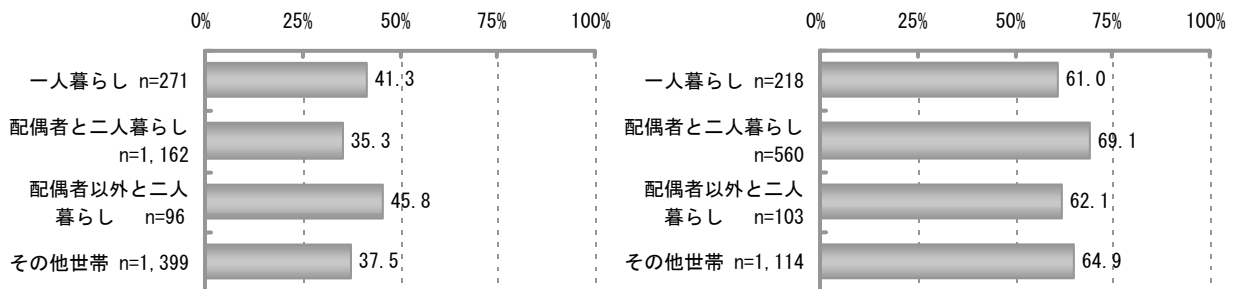 0% 25% 50% 75% 100%
一人暮らし n=271 41.3
配偶者と二人暮らし
n=1,162 35.3
配偶者以外と二人
暮らし n=96 45.8
その他世帯 n=1,399 37.5
0% 25% 50% 75% 100%
一人暮らし n=218 61.0
配偶者と二人暮らし
n=560 69.1
配偶者以外と二人
暮らし n=103 62.1
その他世帯 n=1,114 64.9